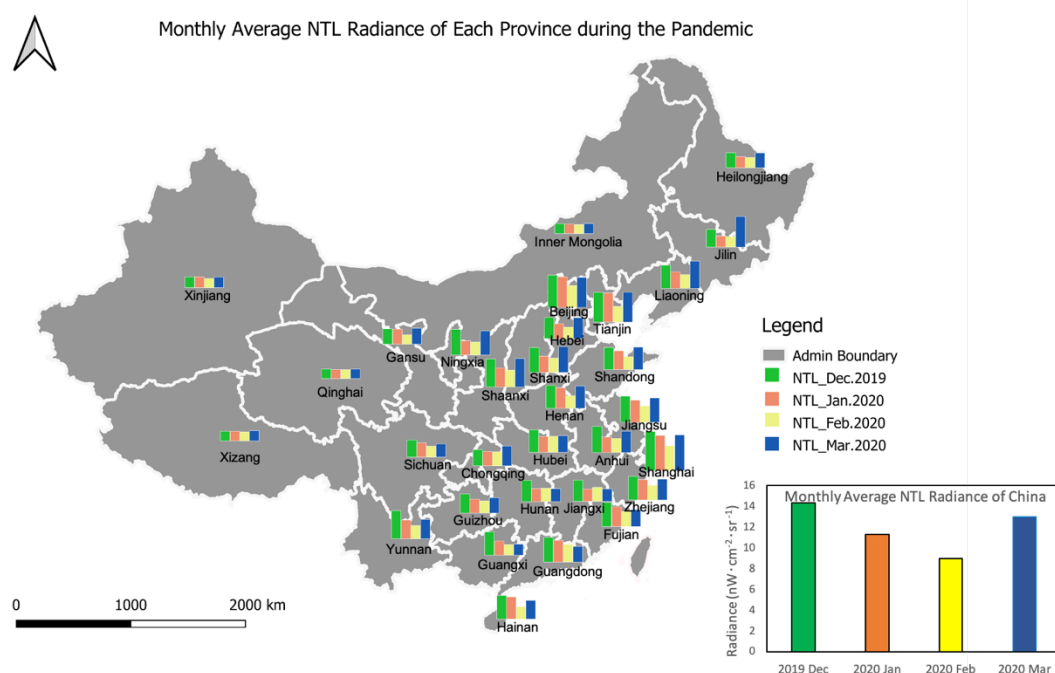 Monthly Average NTL Radiance of Each Province during the Pandemic
Heilongjiang
Inner Mongolia
Jilin
Xinjiang
Liaoning
Beijing
Tianjin
Hebei
Gansu
Ningxia
Shanxi
Shandong
Qinghai
Shaanxi
Henan
Jiangsu
Xizang
Sichuan
Chongqing
Hubei
Anhui
Shanghai
Guizhou
Hunan
Jiangxi
Zhejiang
Yunnan
Fujian
Guangxi
Guangdong
Hainan
0 1000 2000 km
Legend
Admin Boundary
NTL_Dec.2019
NTL_Jan.2020
NTL_Feb.2020
NTL_Mar.2020
Monthly Average NTL Radiance of China
Radiance (nW·cm⁻²·sr⁻¹)
16
14
12
10
8
6
4
2
0
2019 Dec 2020 Jan 2020 Feb 2020 Mar